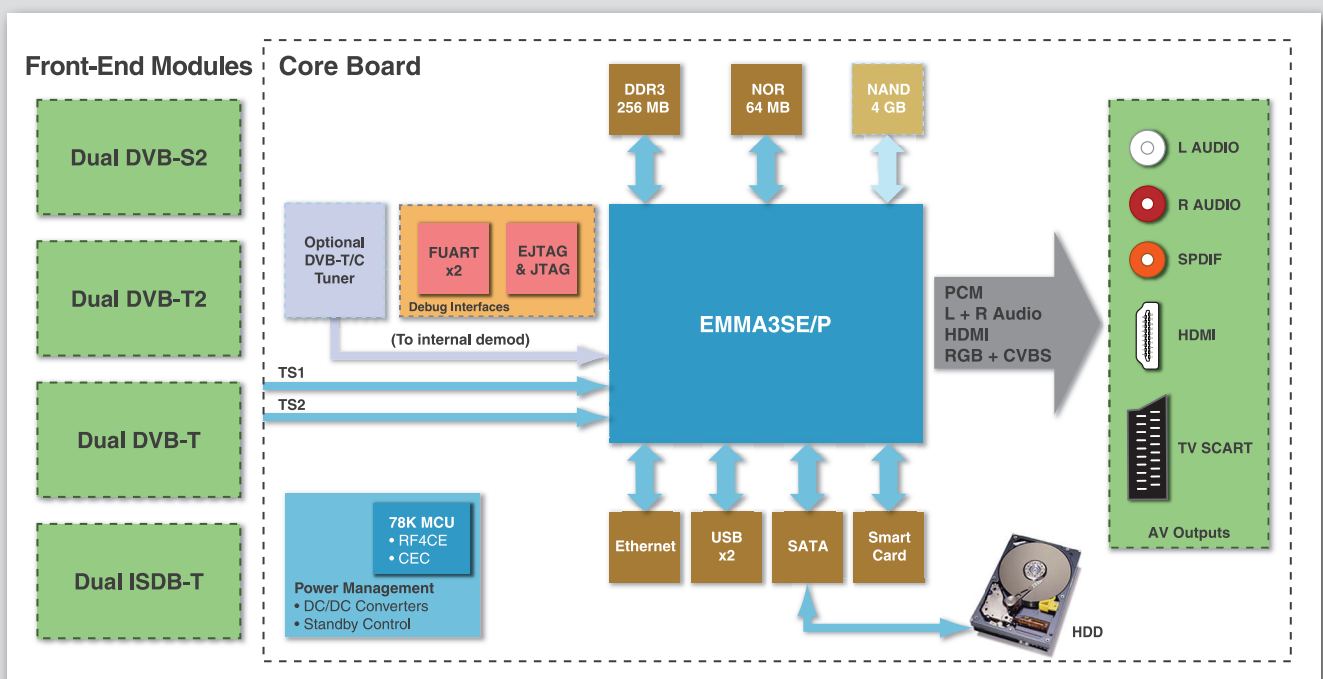 Front-End Modules
Dual DVB-S2
Dual DVB-T2
Dual DVB-T
Dual ISDB-T
Core Board
DDR3
256 MB
NOR
64 MB
NAND
4 GB
Optional
DVB-T/C
Tuner
FUART
x2
EJTAG
& JTAG
Debug Interfaces
(To internal demod)
TS1
TS2
EMMA3SE/P
PCM
L + R Audio
HDMI
RGB + CVBS
L AUDIO
R AUDIO
SPDIF
HDMI
TV SCART
AV Outputs
78K MCU
• RF4CE
• CEC
Power Management
• DC/DC Converters
• Standby Control
Ethernet
USB
x2
SATA
Smart
Card
HDD